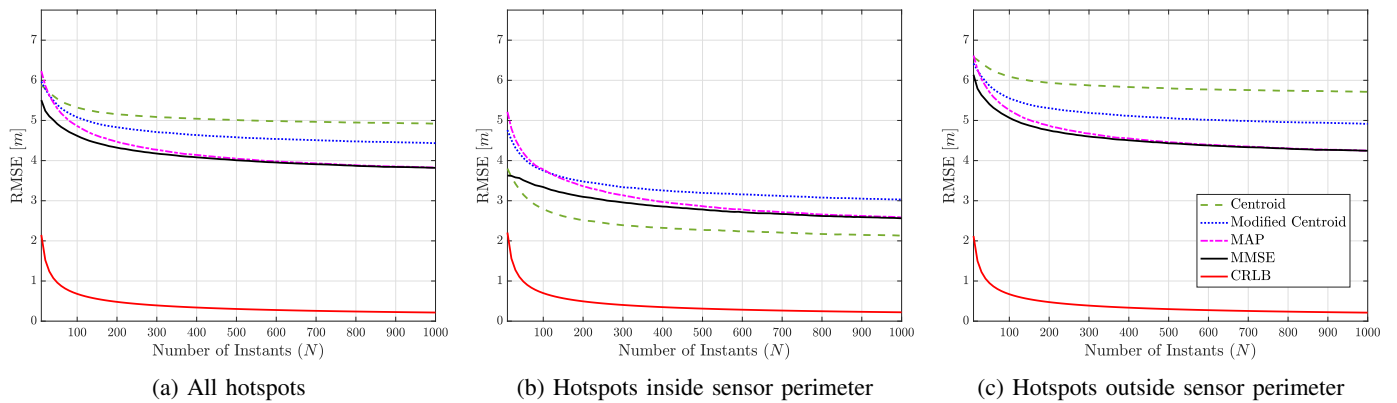 7
6
5
4
3
2
1
0
RMSE [m]
100 200 300 400 500 600 700 800 900 1000
Number of Instants (N)
(a) All hotspots
7
6
5
4
3
2
1
0
RMSE [m]
100 200 300 400 500 600 700 800 900 1000
Number of Instants (N)
(b) Hotspots inside sensor perimeter
7
6
5
4
3
2
1
0
RMSE [m]
Centroid
Modified Centroid
MAP
MMSE
CRLB
100 200 300 400 500 600 700 800 900 1000
Number of Instants (N)
(c) Hotspots outside sensor perimeter